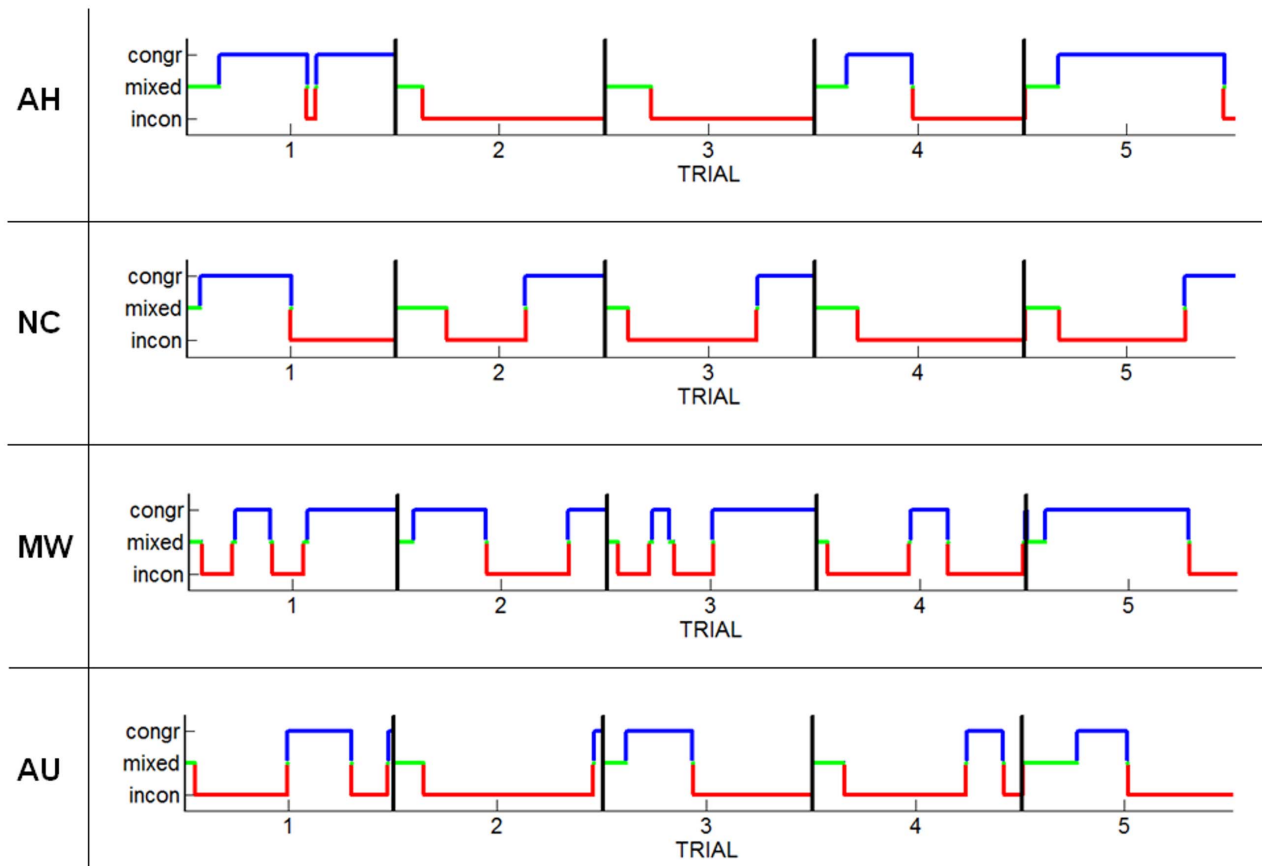 AH
congr
mixed
incon
1 2 3 4 5
TRIAL
NC
congr
mixed
incon
1 2 3 4 5
TRIAL
MW
congr
mixed
incon
1 2 3 4 5
TRIAL
AU
congr
mixed
incon
1 2 3 4 5
TRIAL